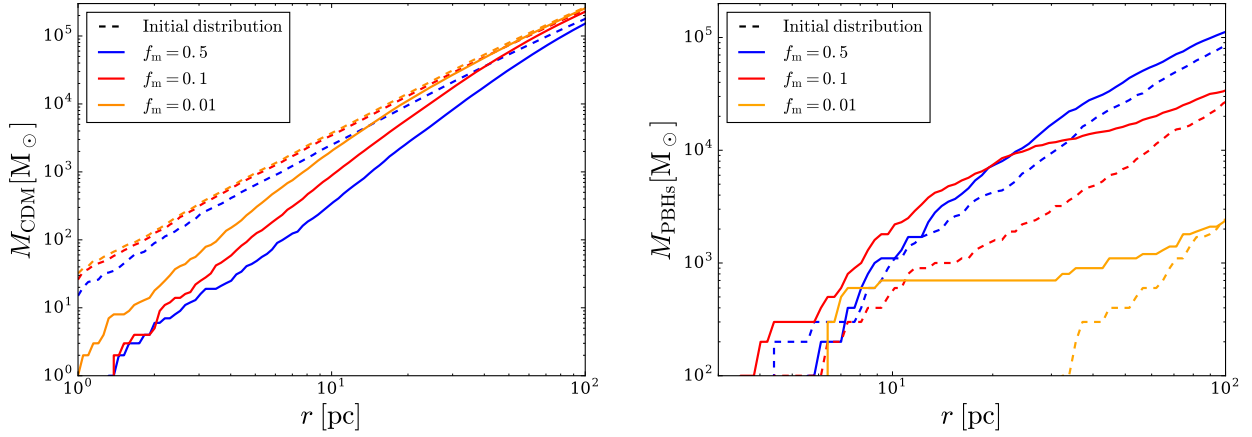 Initial distribution
f_m = 0.5
f_m = 0.1
f_m = 0.01
M_CDM [M_⊙]
10^5
10^4
10^3
10^2
10^1
10^0
10^0
10^1
10^2
r [pc]
Initial distribution
f_m = 0.5
f_m = 0.1
f_m = 0.01
M_PBHs [M_⊙]
10^5
10^4
10^3
10^2
10^1
10^2
r [pc]